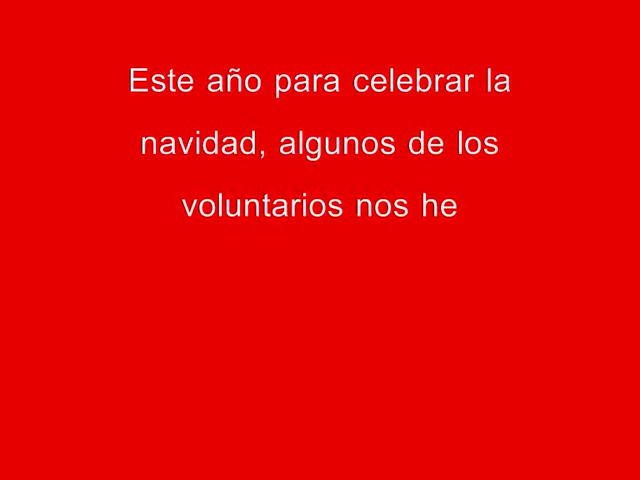 Este año para celebrar la
navidad, algunos de los
voluntarios nos he